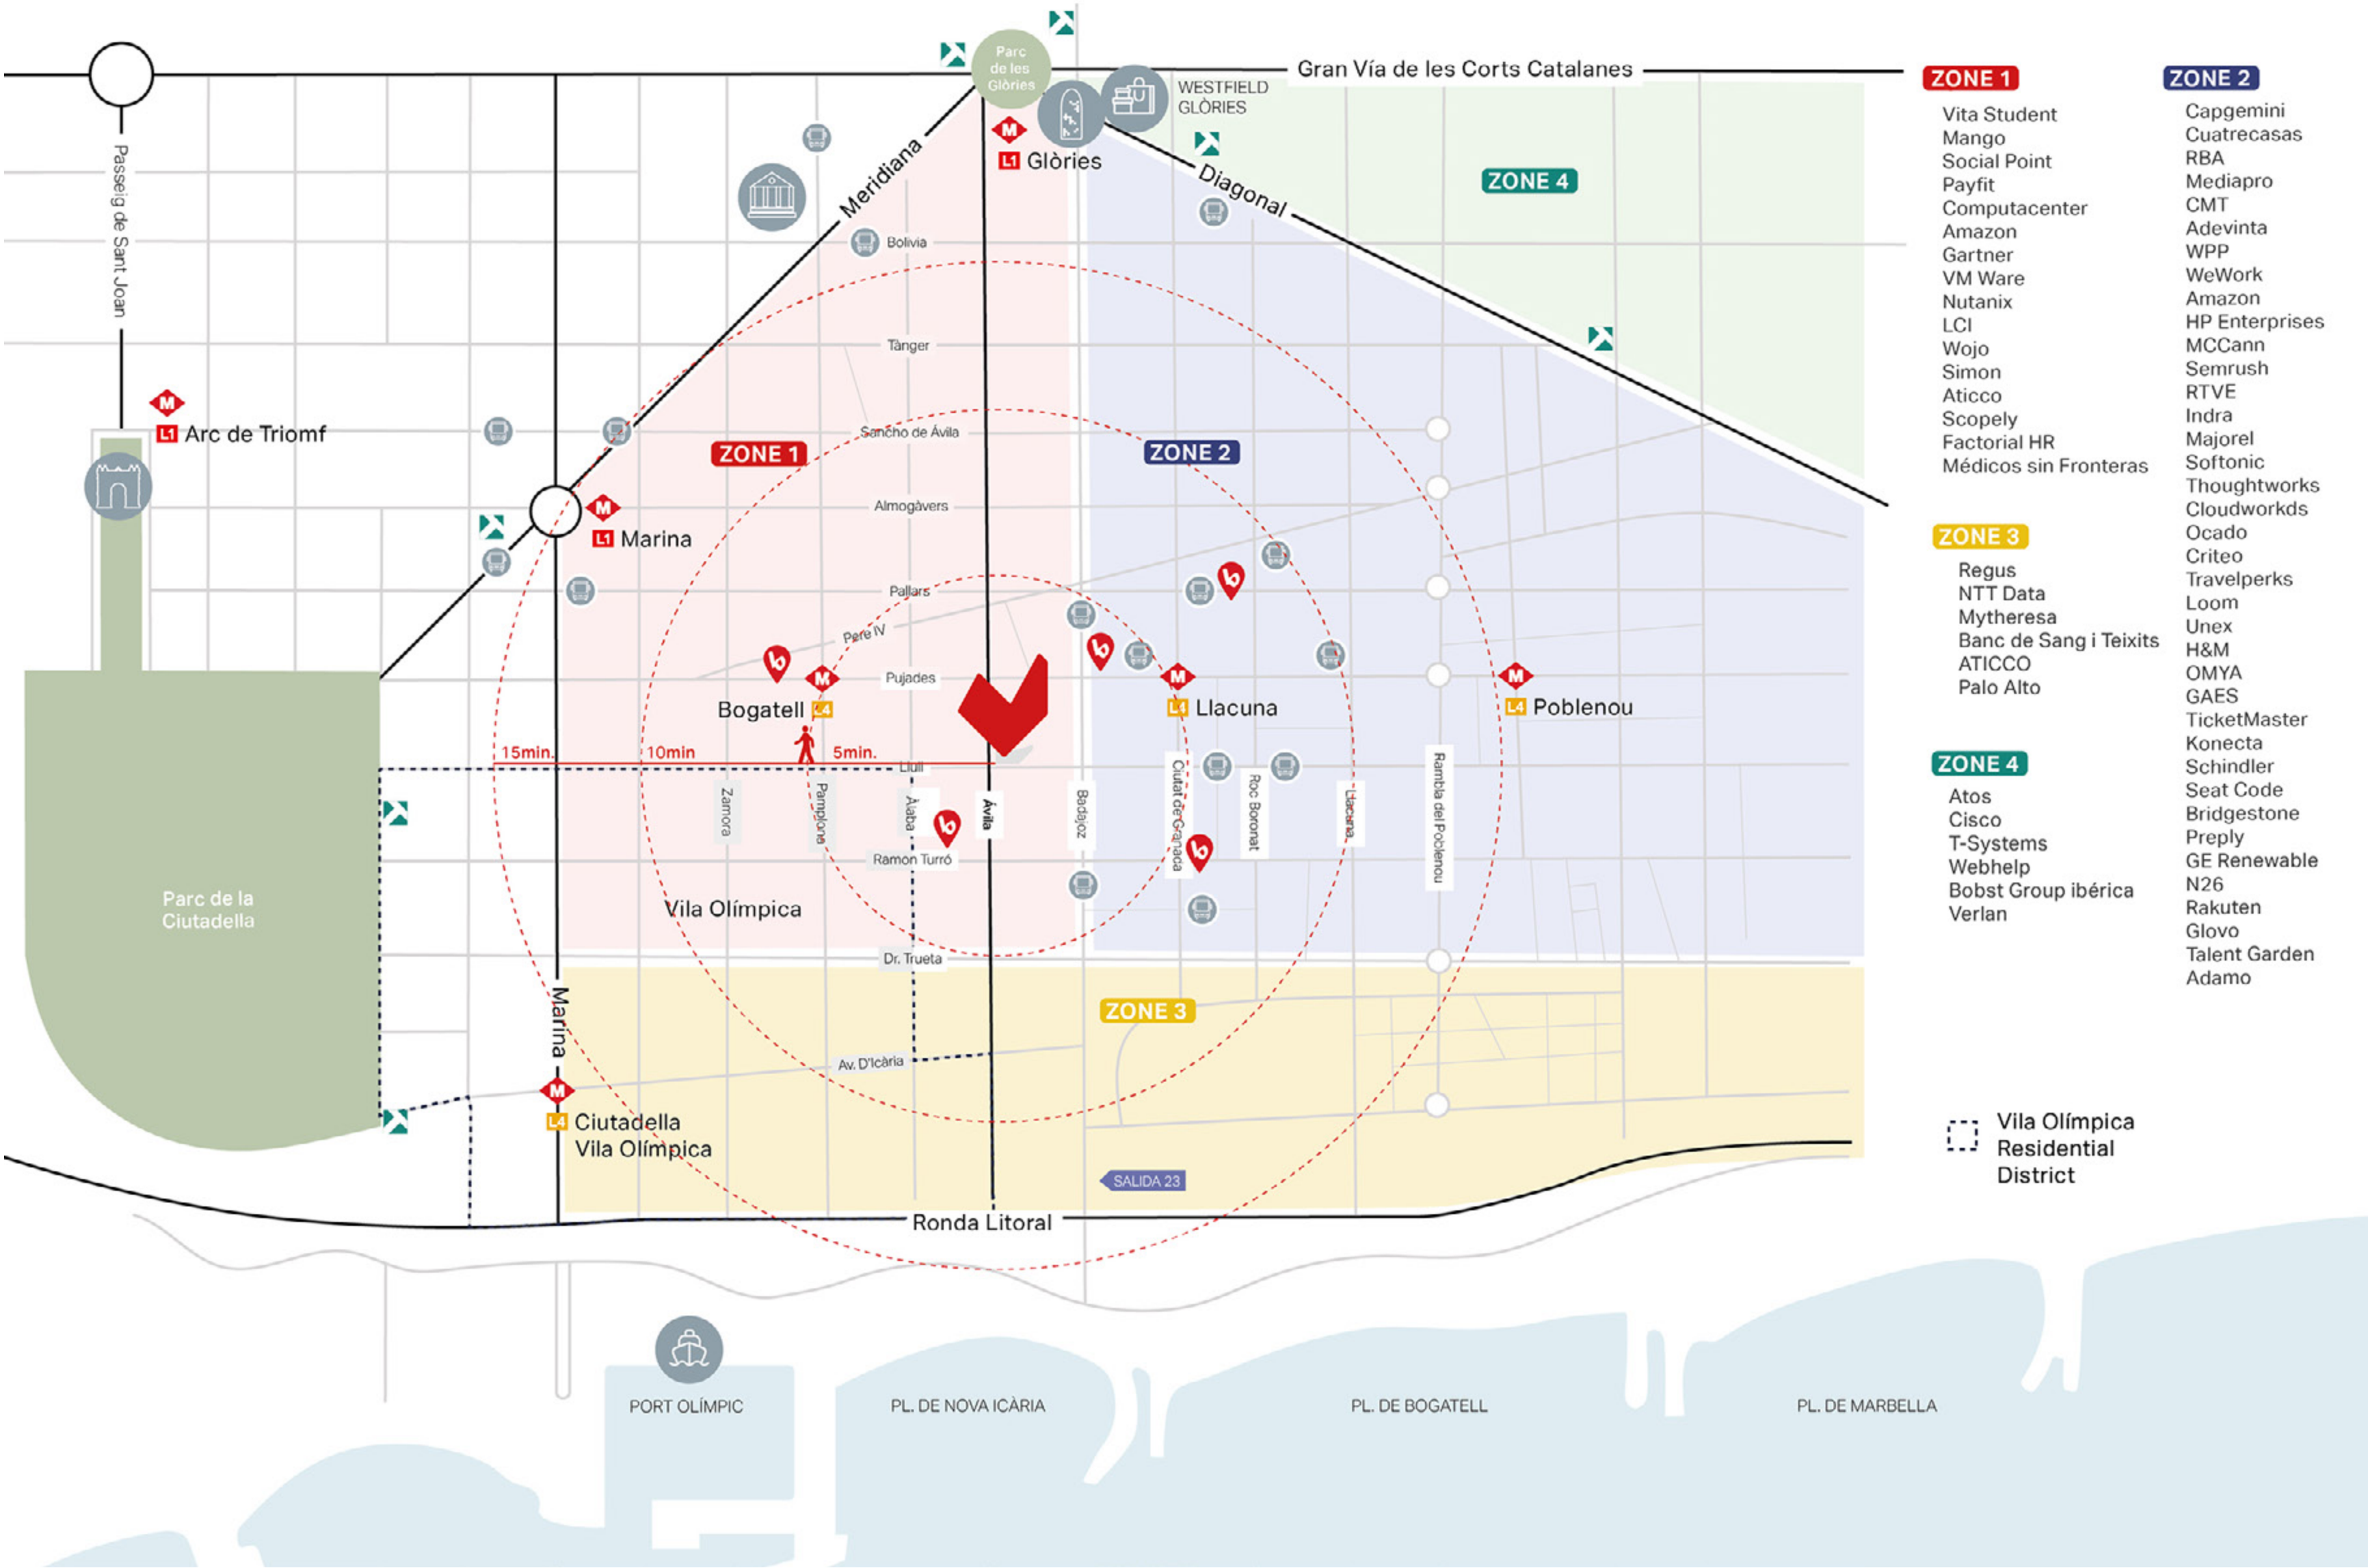 Parc
de les
Glòries
Gran Vía de les Corts Catalanes
WESTFIELD
GLÒRIES
M
L1 Glòries
Passeig de Sant Joan
Meridiana
Diagonal
ZONE 4
Bolivia
Tànger
M
L1 Arc de Triomf
Sancho de Ávila
ZONE 1
ZONE 2
Almogàvers
M
L1 Marina
Pallars
Pere IV
b
b
b
M
Pujades
M
M
Bogatell L4
L4 Llacuna
L4 Poblenou
15min.
10min
5min.
Llull
Zamora
Pamplona
Àlaba
Ávila
Badajoz
Ciutat de Granada
Roc Boronat
Llacuna
Rambla del Poblenou
b
b
Ramon Turró
Parc de la
Ciutadella
Vila Olímpica
Dr. Trueta
Marina
ZONE 3
Av. D'Icària
M
L4 Ciutadella
Vila Olímpica
SALIDA 23
Ronda Litoral
PORT OLÍMPIC
PL. DE NOVA ICÀRIA
PL. DE BOGATELL
PL. DE MARBELLA
ZONE 1
Vita Student
Mango
Social Point
Payfit
Computacenter
Amazon
Gartner
VM Ware
Nutanix
LCI
Wojo
Simon
Aticco
Scopely
Factorial HR
Médicos sin Fronteras
ZONE 3
Regus
NTT Data
Mytheresa
Banc de Sang i Teixits
ATICCO
Palo Alto
ZONE 4
Atos
Cisco
T-Systems
Webhelp
Bobst Group ibérica
Verlan
ZONE 2
Capgemini
Cuatrecasas
RBA
Mediapro
CMT
Adevinta
WPP
WeWork
Amazon
HP Enterprises
MCCann
Semrush
RTVE
Indra
Majorel
Softonic
Thoughtworks
Cloudworkds
Ocado
Criteo
Travelperks
Loom
Unex
H&M
OMYA
GAES
TicketMaster
Konecta
Schindler
Seat Code
Bridgestone
Preply
GE Renewable
N26
Rakuten
Glovo
Talent Garden
Adamo
Vila Olímpica
Residential
District